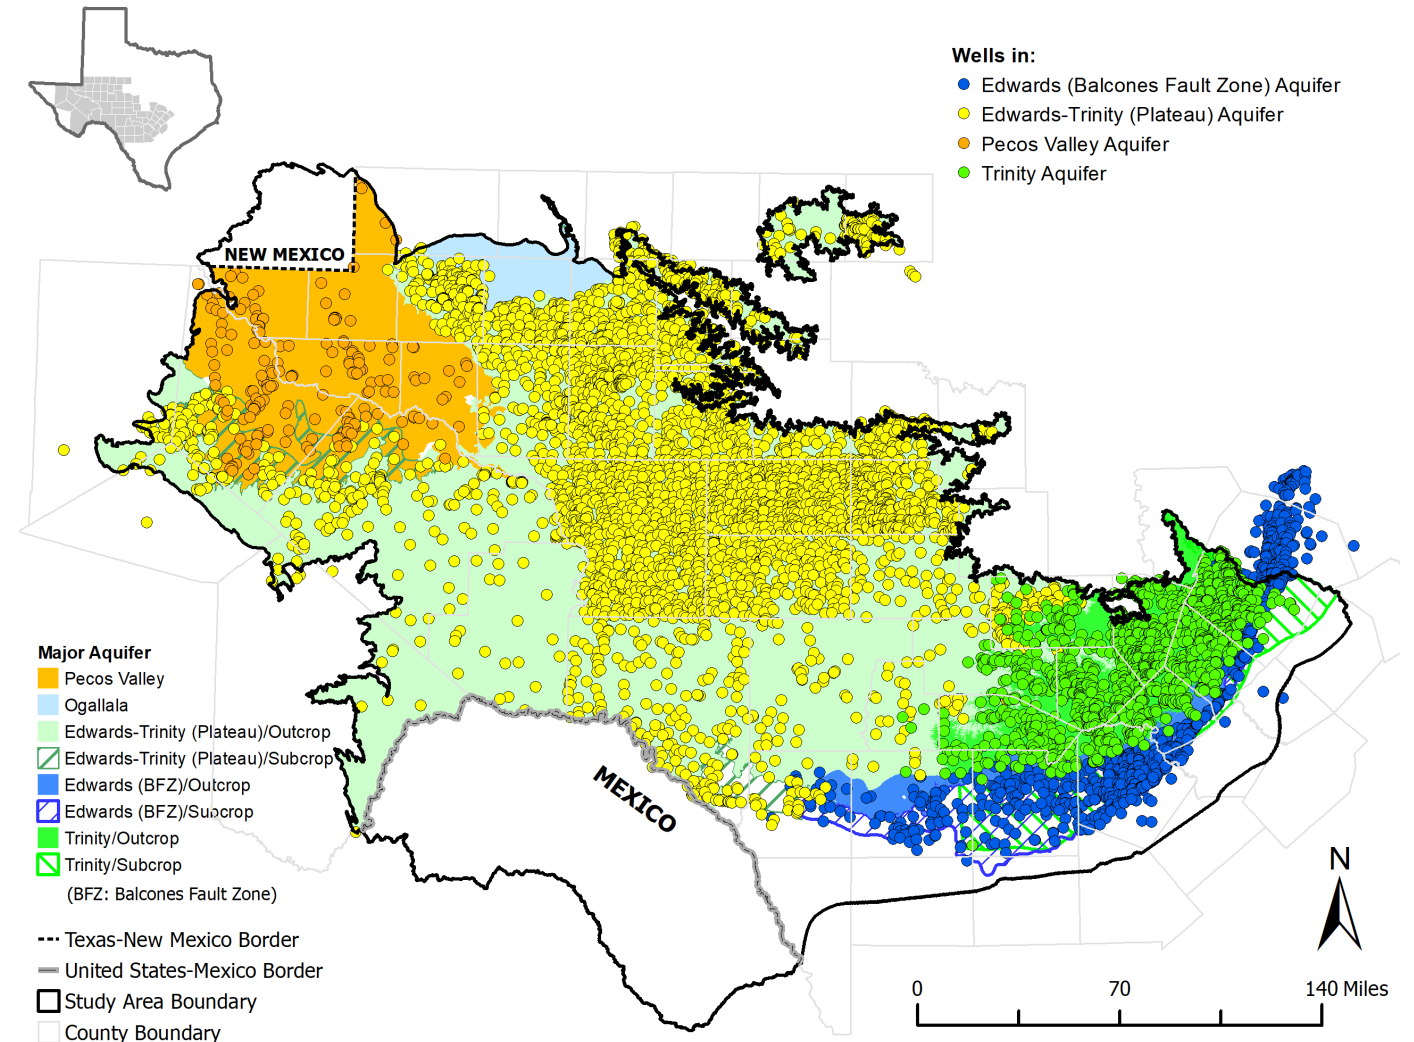 Wells in:
Edwards (Balcones Fault Zone) Aquifer
Edwards-Trinity (Plateau) Aquifer
Pecos Valley Aquifer
Trinity Aquifer
NEW MEXICO
MEXICO
Major Aquifer
Pecos Valley
Ogallala
Edwards-Trinity (Plateau)/Outcrop
Edwards-Trinity (Plateau)/Subcrop
Edwards (BFZ)/Outcrop
Edwards (BFZ)/Subcrop
Trinity/Outcrop
Trinity/Subcrop
(BFZ: Balcones Fault Zone)
Texas-New Mexico Border
United States-Mexico Border
Study Area Boundary
County Boundary
N
0 70 140 Miles